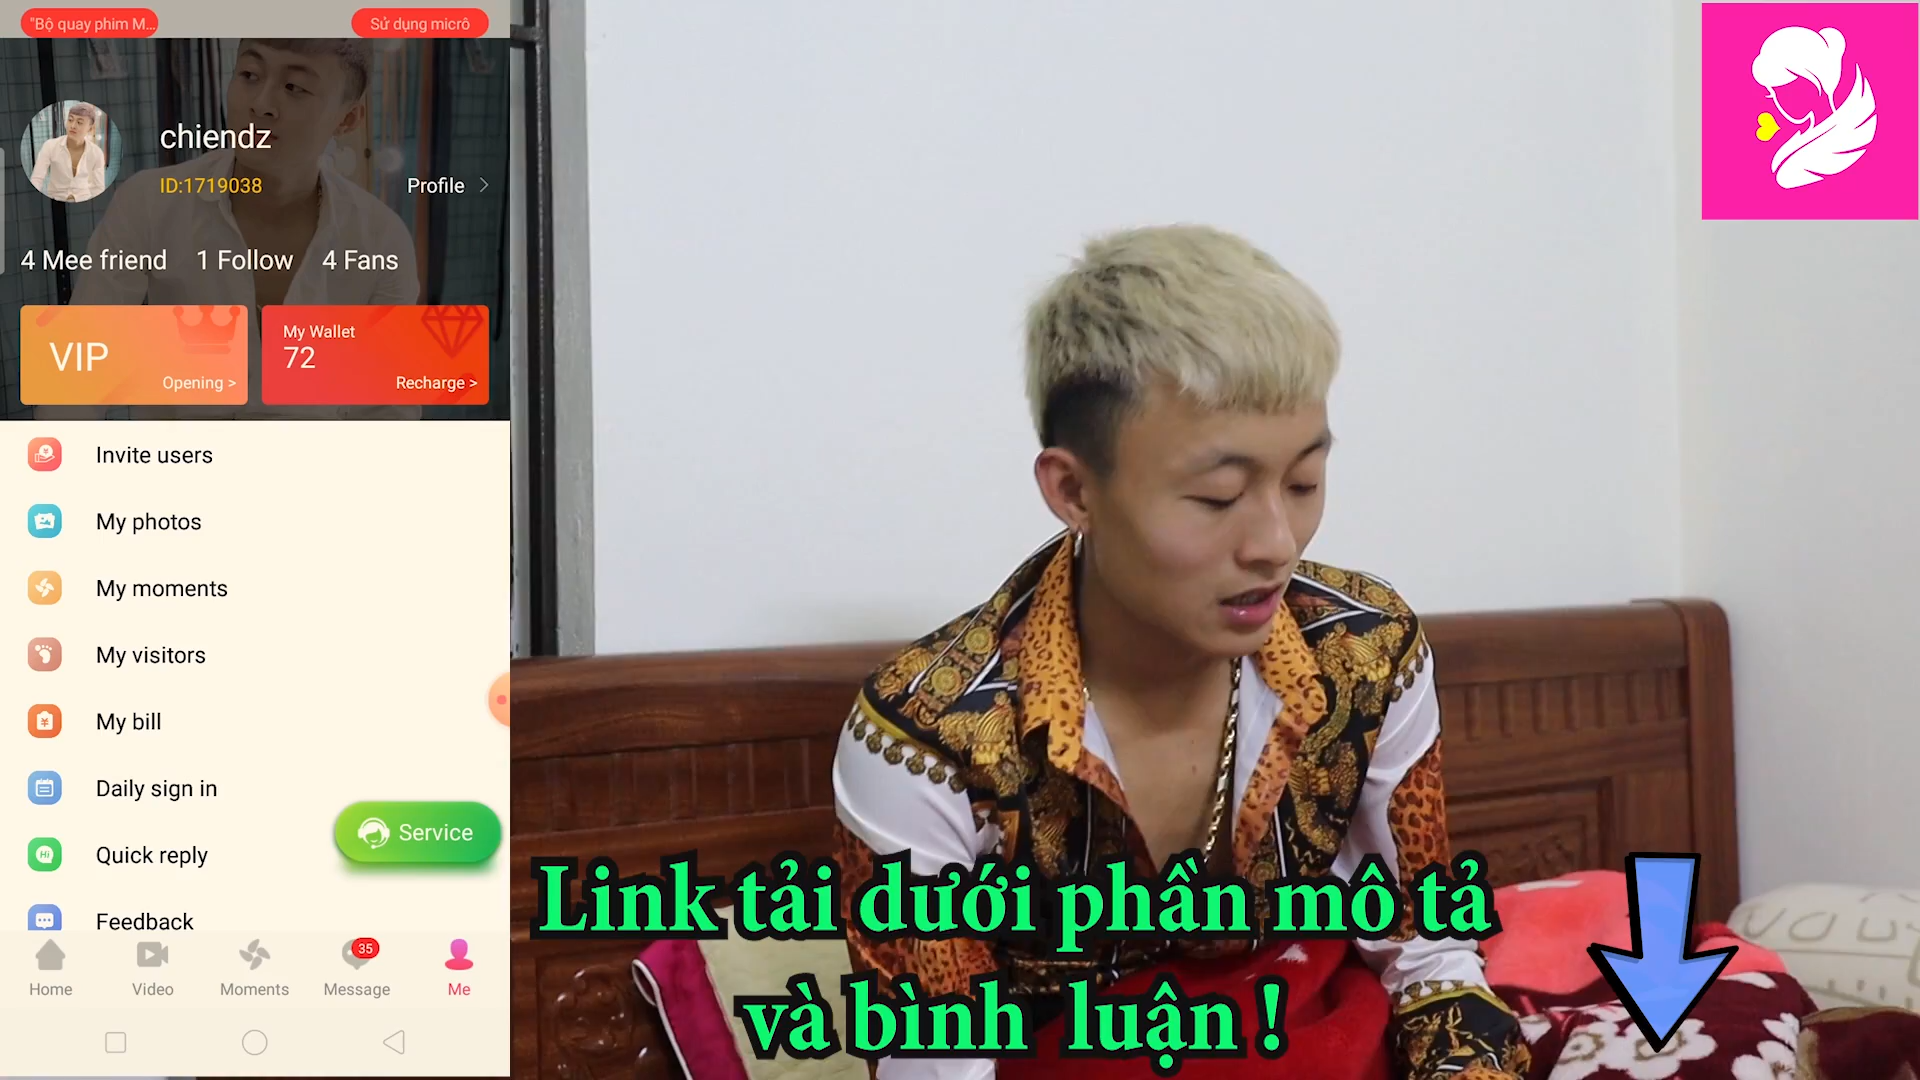 "Bộ quay phim M...
Sử dụng micrô
chiendz
ID:1719038
Profile >
4 Mee friend 1 Follow 4 Fans
VIP
Opening >
My Wallet
72
Recharge >
Invite users
My photos
My moments
My visitors
My bill
Daily sign in
Service
Hi
Quick reply
Feedback
35
Home Video Moments Message Me
Link tải dưới phần mô tả
và bình luận !